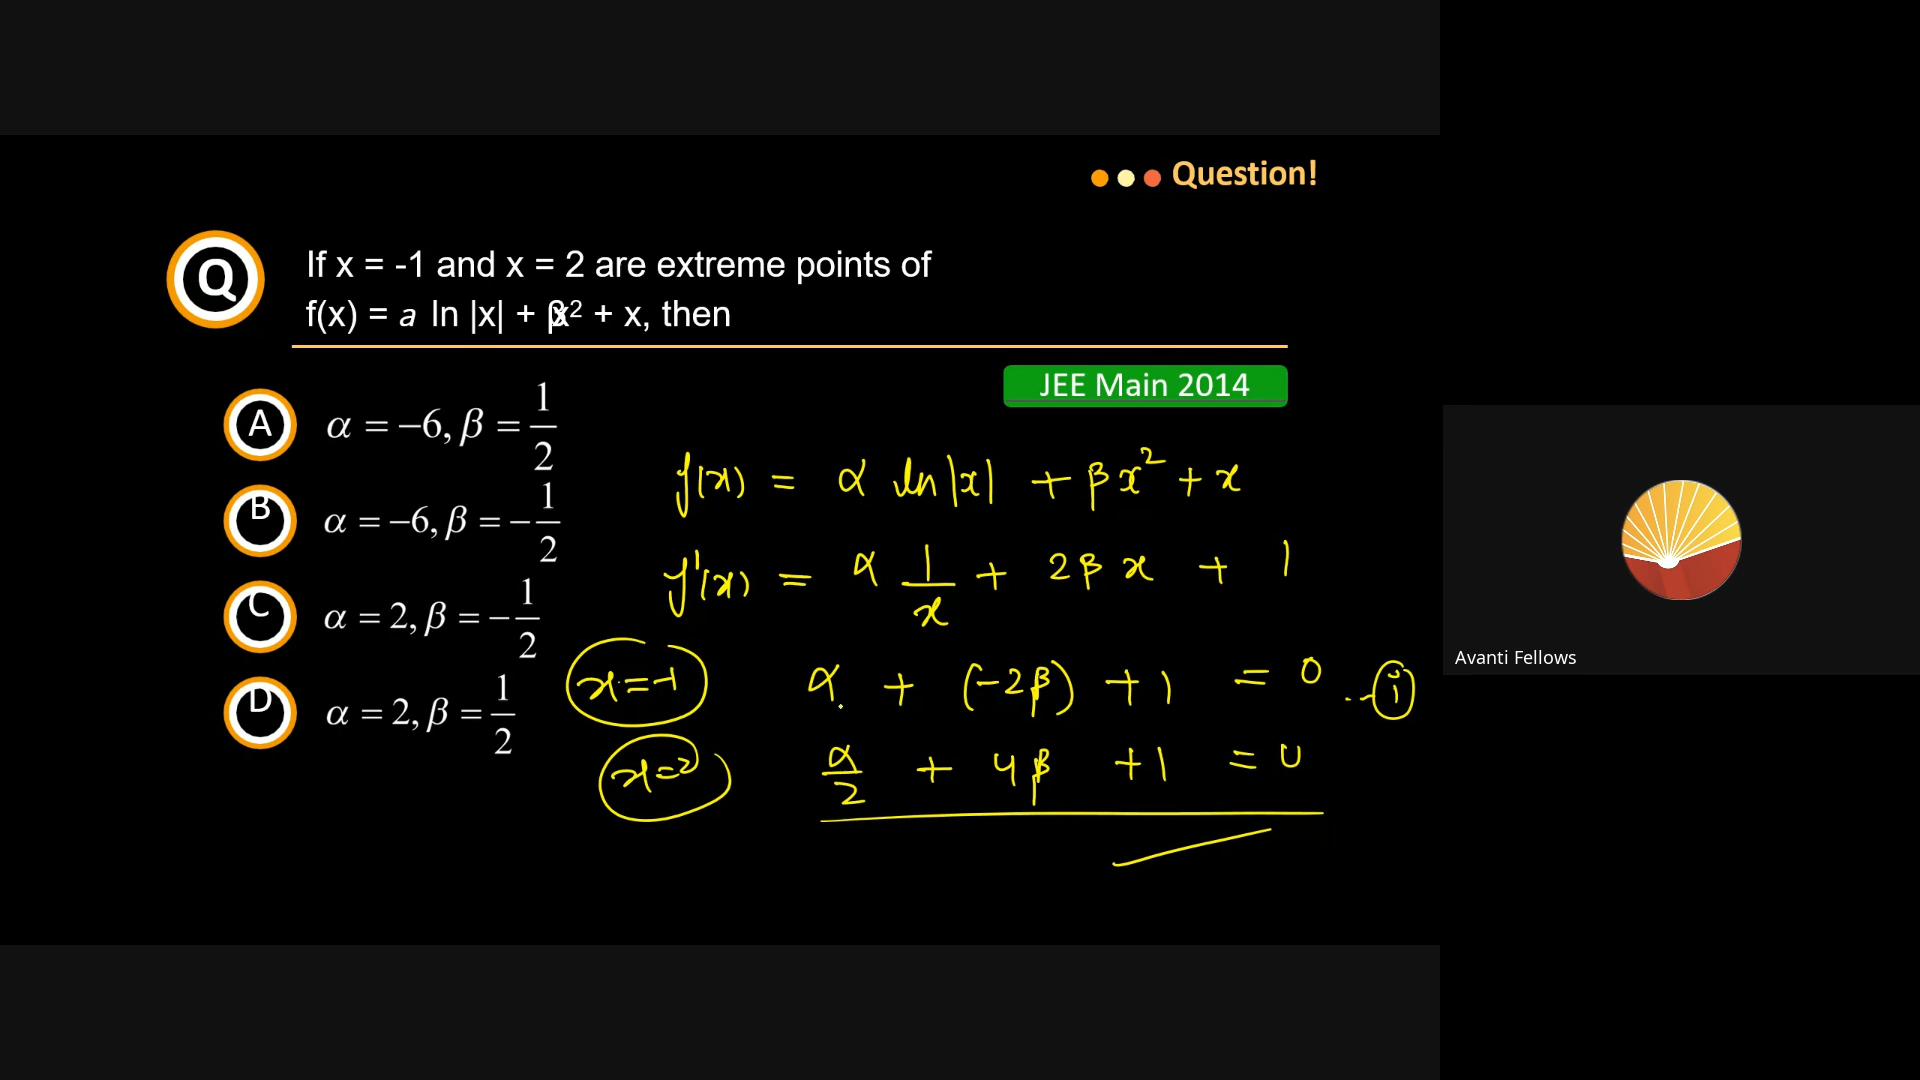 Question!
Q
If x = -1 and x = 2 are extreme points of
f(x) = a ln |x| + βx² + x, then
JEE Main 2014
A α = −6, β = 1/2
B α = −6, β = −1/2
C α = 2, β = −1/2
D α = 2, β = 1/2
f(x) = α ln|x| + βx² + x
f'(x) = α 1/x + 2βx + 1
x=-1 α + (-2β) + 1 = 0 ...(i)
x=2 α/2 + 4β + 1 = 0
Avanti Fellows